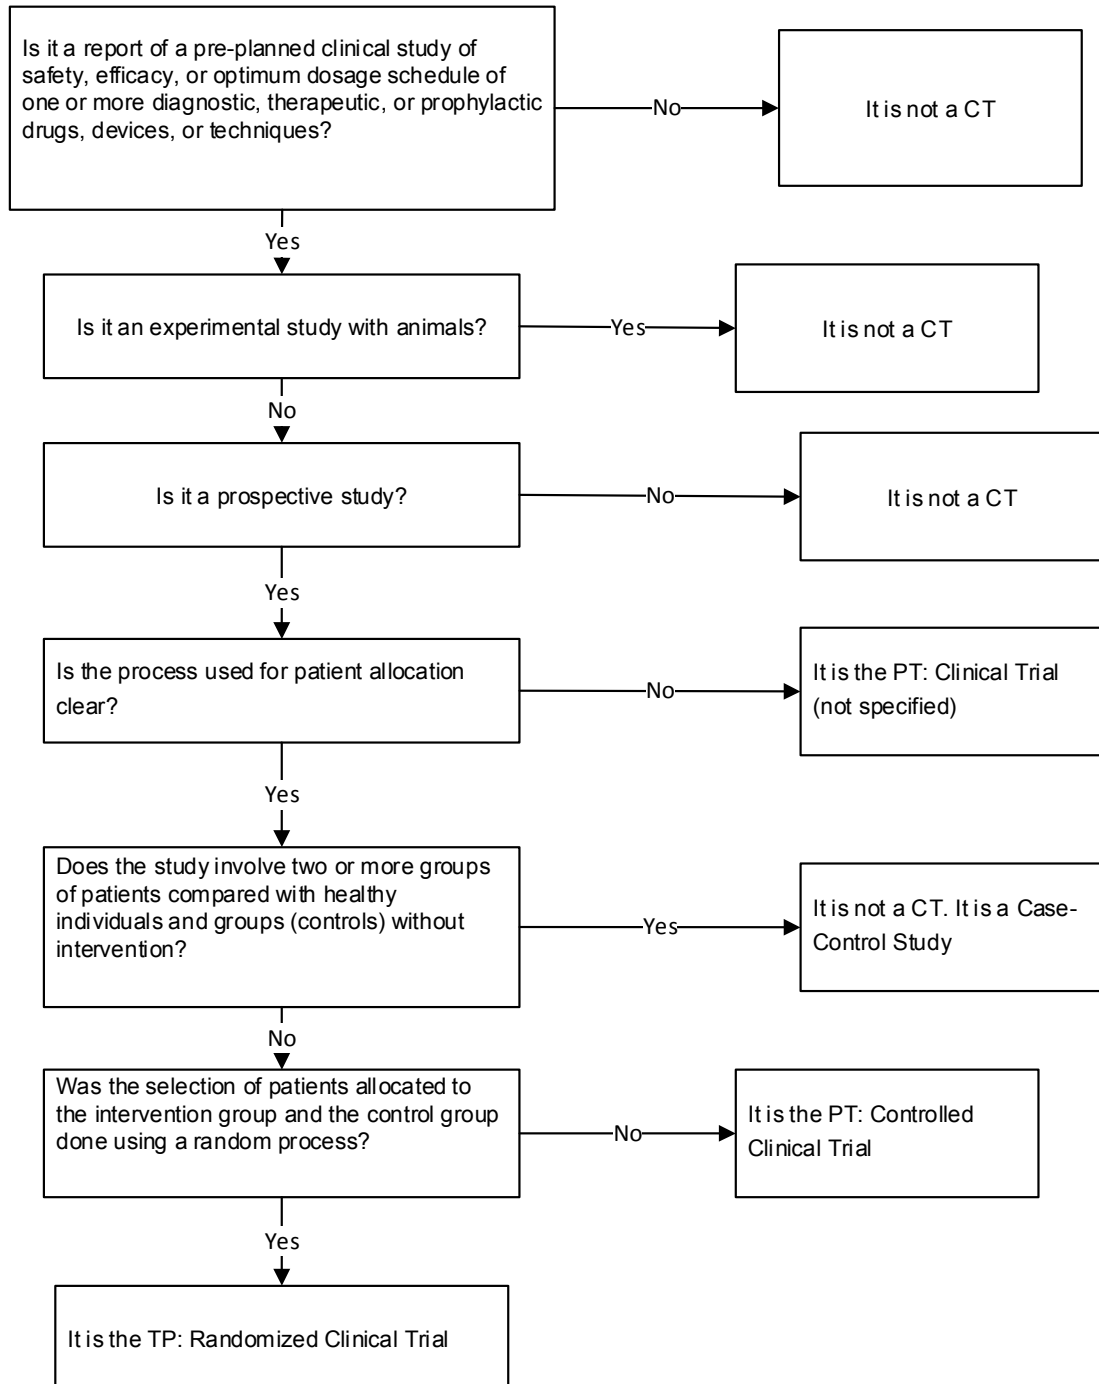 Is it a report of a pre-planned clinical study of
safety, efficacy, or optimum dosage schedule of
one or more diagnostic, therapeutic, or prophylactic
drugs, devices, or techniques?
No
It is not a CT
Yes
Is it an experimental study with animals?
Yes
It is not a CT
No
Is it a prospective study?
No
It is not a CT
Yes
Is the process used for patient allocation
clear?
No
It is the PT: Clinical Trial
(not specified)
Yes
Does the study involve two or more groups
of patients compared with healthy
individuals and groups (controls) without
intervention?
Yes
It is not a CT. It is a Case-
Control Study
No
Was the selection of patients allocated to
the intervention group and the control group
done using a random process?
No
It is the PT: Controlled
Clinical Trial
Yes
It is the TP: Randomized Clinical Trial